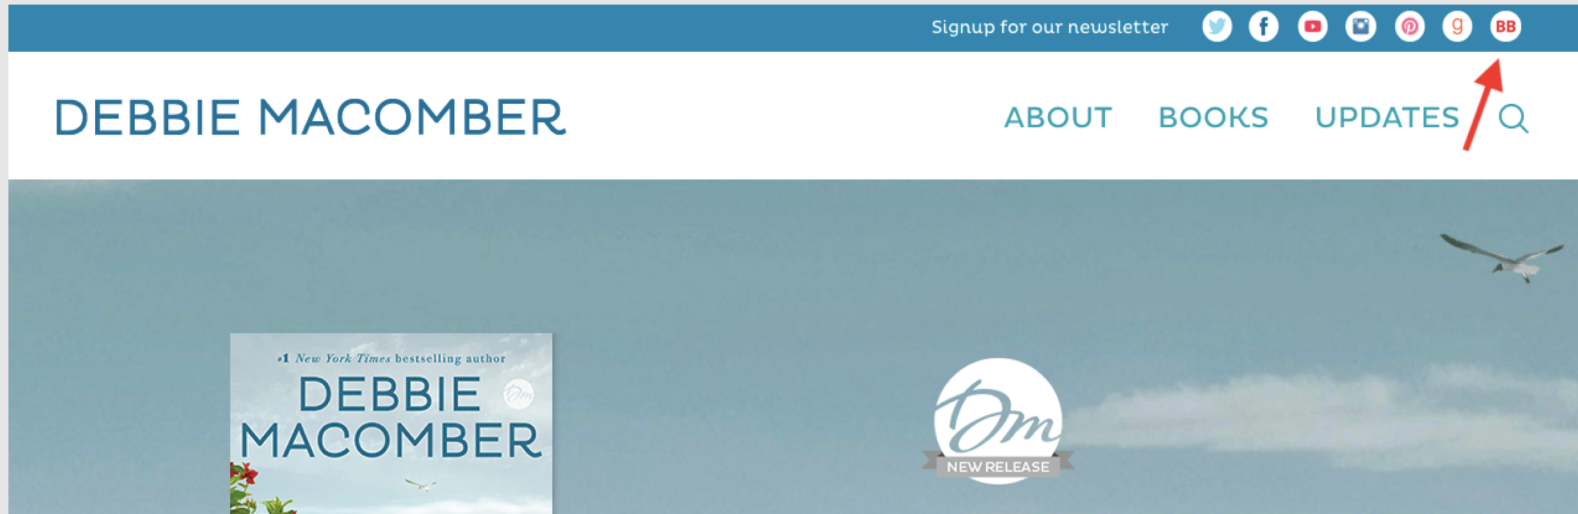 Signup for our newsletter
g
BB
DEBBIE MACOMBER
ABOUT BOOKS UPDATES
#1 New York Times bestselling author
DEBBIE
MACOMBER
Dm
NEW RELEASE